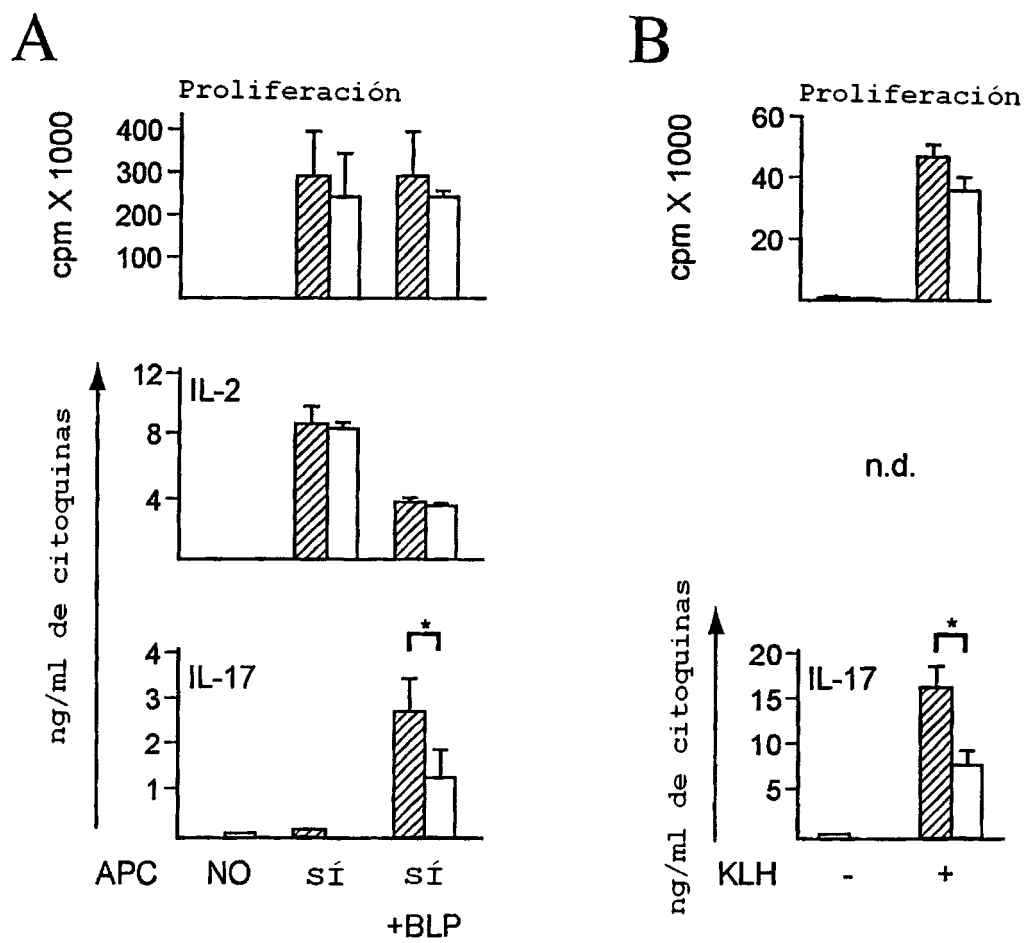 A
Proliferación
cpm X 1000
400
300
200
100
ng/ml de citoquinas
12
8
4
IL-2
4
3
2
1
IL-17
*
APC NO sí sí
+BLP
B
Proliferación
cpm X 1000
60
40
20
n.d.
ng/ml de citoquinas
20
15
10
5
IL-17
*
KLH - +